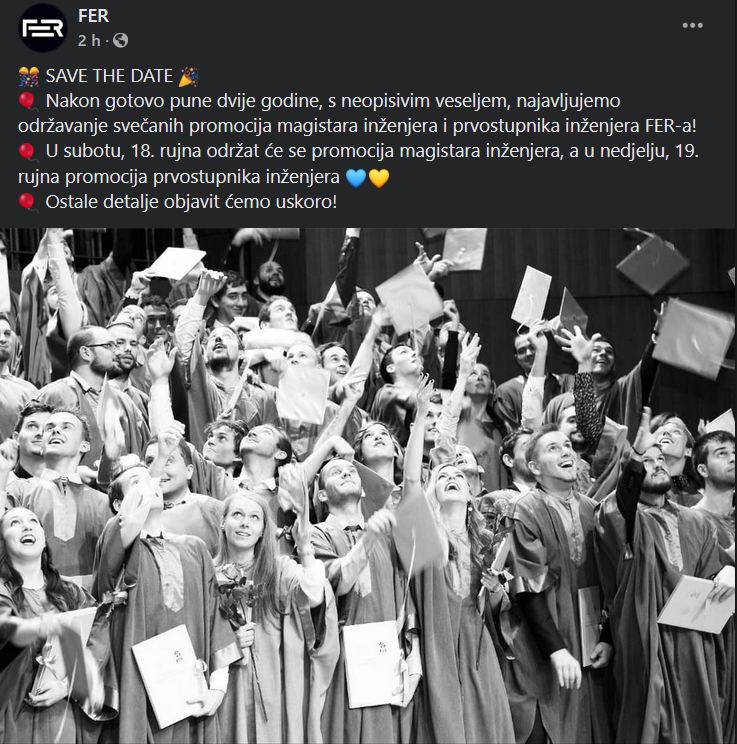 FER
FER
2 h ·
SAVE THE DATE
Nakon gotovo pune dvije godine, s neopisivim veseljem, najavljujemo
održavanje svečanih promocija magistara inženjera i prvostupnika inženjera FER-a!
U subotu, 18. rujna održat će se promocija magistara inženjera, a u nedjelju, 19.
rujna promocija prvostupnika inženjera
Ostale detalje objavit ćemo uskoro!